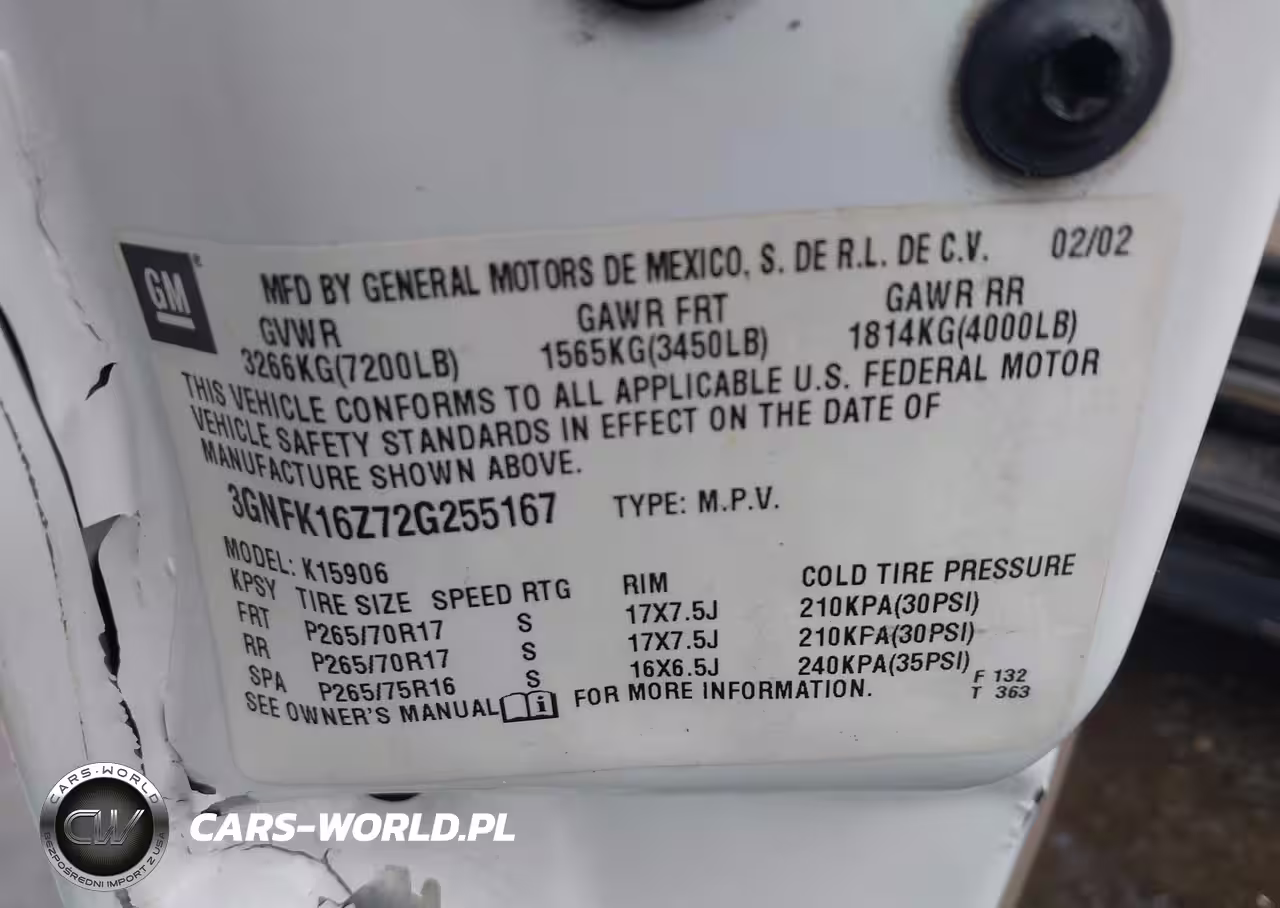 GM®
MFD BY GENERAL MOTORS DE MEXICO, S. DE R.L. DE C.V. 02/02
GVWR GAWR FRT GAWR RR
3266KG(7200LB) 1565KG(3450LB) 1814KG(4000LB)
THIS VEHICLE CONFORMS TO ALL APPLICABLE U.S. FEDERAL MOTOR
VEHICLE SAFETY STANDARDS IN EFFECT ON THE DATE OF
MANUFACTURE SHOWN ABOVE.
3GNFK16Z72G255167 TYPE: M.P.V.
MODEL: K15906
KPSY TIRE SIZE SPEED RTG RIM COLD TIRE PRESSURE
FRT P265/70R17 S 17X7.5J 210KPA(30PSI)
RR P265/70R17 S 17X7.5J 210KPA(30PSI)
SPA P265/75R16 S 16X6.5J 240KPA(35PSI)
SEE OWNER'S MANUAL FOR MORE INFORMATION.
F 132
T 363
CARS-WORLD
CW
BEZPOŚREDNI IMPORT Z USA
CARS-WORLD.PL